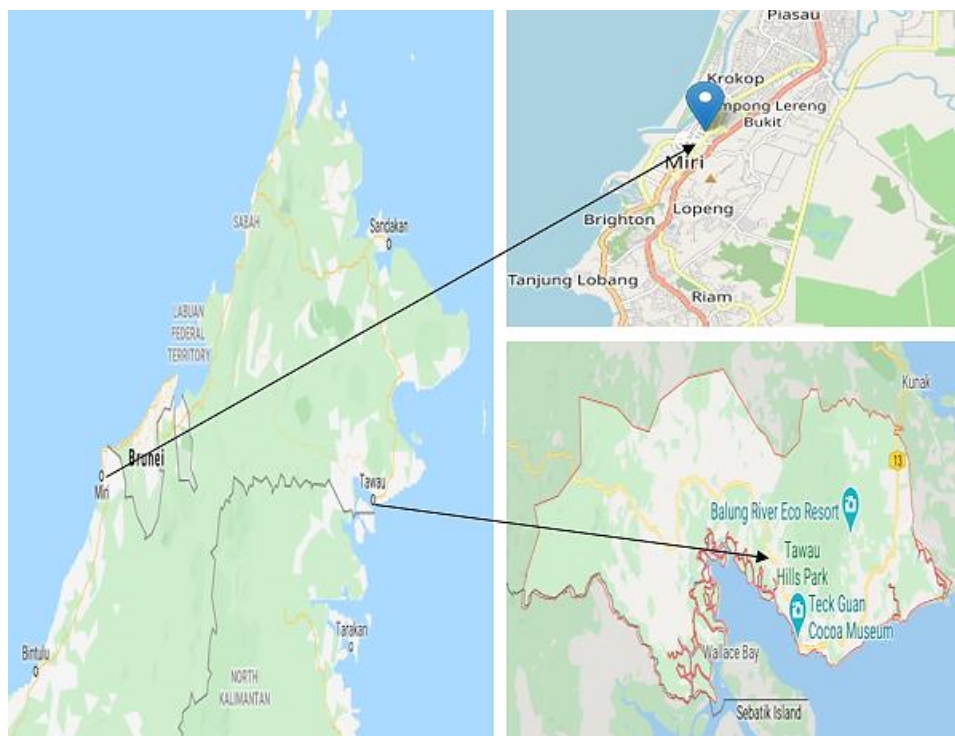 SABAH
Sandakan
LABUAN
FEDERAL
TERRITORY
Brunei
Miri
Tawau
Bintulu
Tarakan
NORTH
KALIMANTAN
Piasau
Krokop
mpong Lereng
Bukit
Miri
Lopeng
Brighton
Tanjung Lobang
Riam
Kunak
13
Balung River Eco Resort
Tawau
Hills Park
Teck Guan
Cocoa Museum
Wallace Bay
Sebatik Island